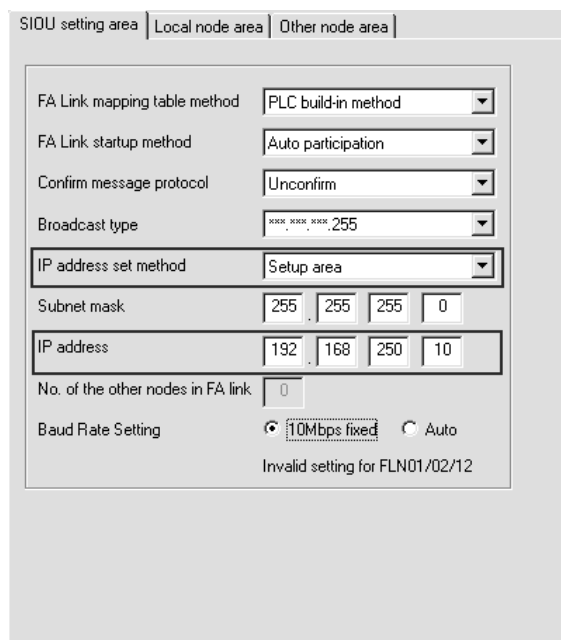 SIOU setting area Local node area Other node area
FA Link mapping table method PLC build-in method
FA Link startup method Auto participation
Confirm message protocol Unconfirm
Broadcast type ***.***.***.255
IP address set method Setup area
Subnet mask 255 . 255 255 0
IP address 192 . 168 250 10
No. of the other nodes in FA link 0
Baud Rate Setting 10Mbps fixed Auto
Invalid setting for FLN01/02/12